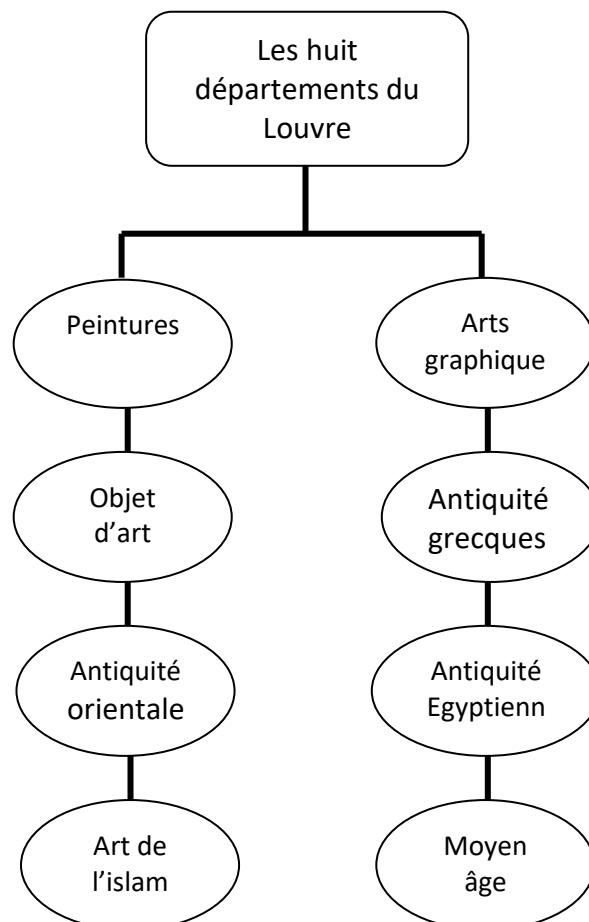 Les huit
départements du
Louvre
Peintures
Arts
graphique
Objet
d’art
Antiquité
grecques
Antiquité
orientale
Antiquité
Egyptienn
Art de
l’islam
Moyen
âge